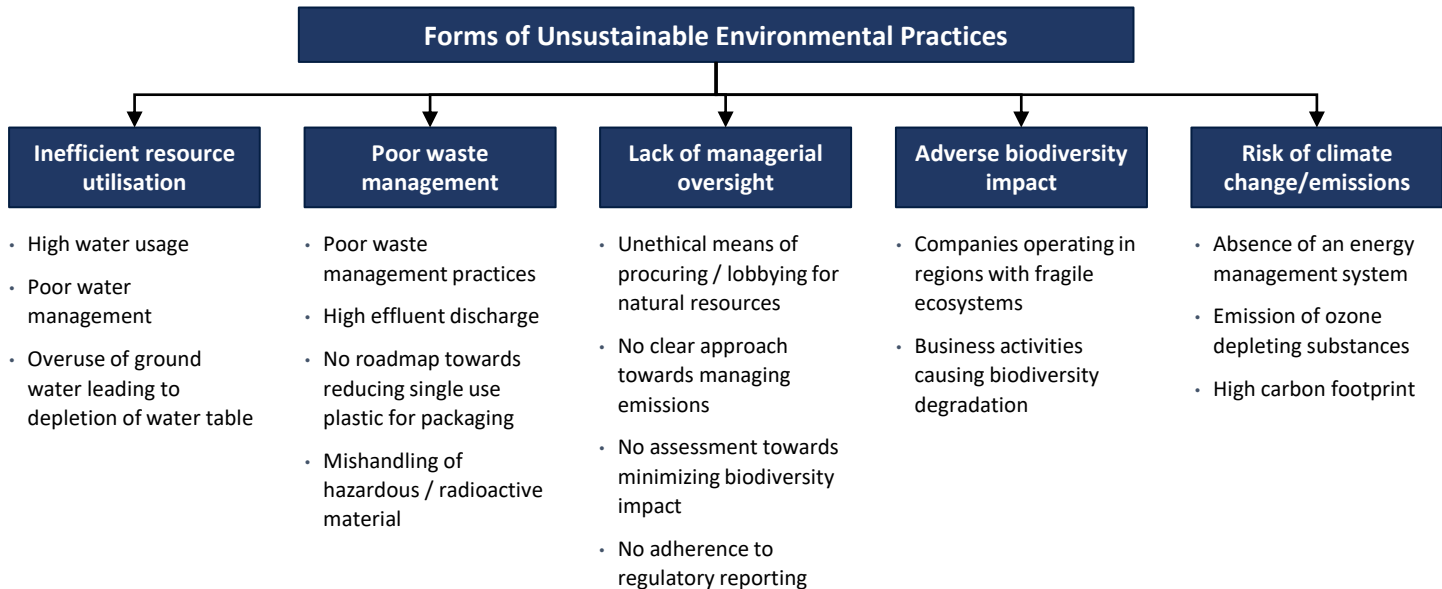 Forms of Unsustainable Environmental Practices
Inefficient resource
utilisation
• High water usage
• Poor water
management
• Overuse of ground
water leading to
depletion of water table
Poor waste
management
• Poor waste
management practices
• High effluent discharge
• No roadmap towards
reducing single use
plastic for packaging
• Mishandling of
hazardous / radioactive
material
Lack of managerial
oversight
• Unethical means of
procuring / lobbying for
natural resources
• No clear approach
towards managing
emissions
• No assessment towards
minimizing biodiversity
impact
• No adherence to
regulatory reporting
Adverse biodiversity
impact
• Companies operating in
regions with fragile
ecosystems
• Business activities
causing biodiversity
degradation
Risk of climate
change/emissions
• Absence of an energy
management system
• Emission of ozone
depleting substances
• High carbon footprint